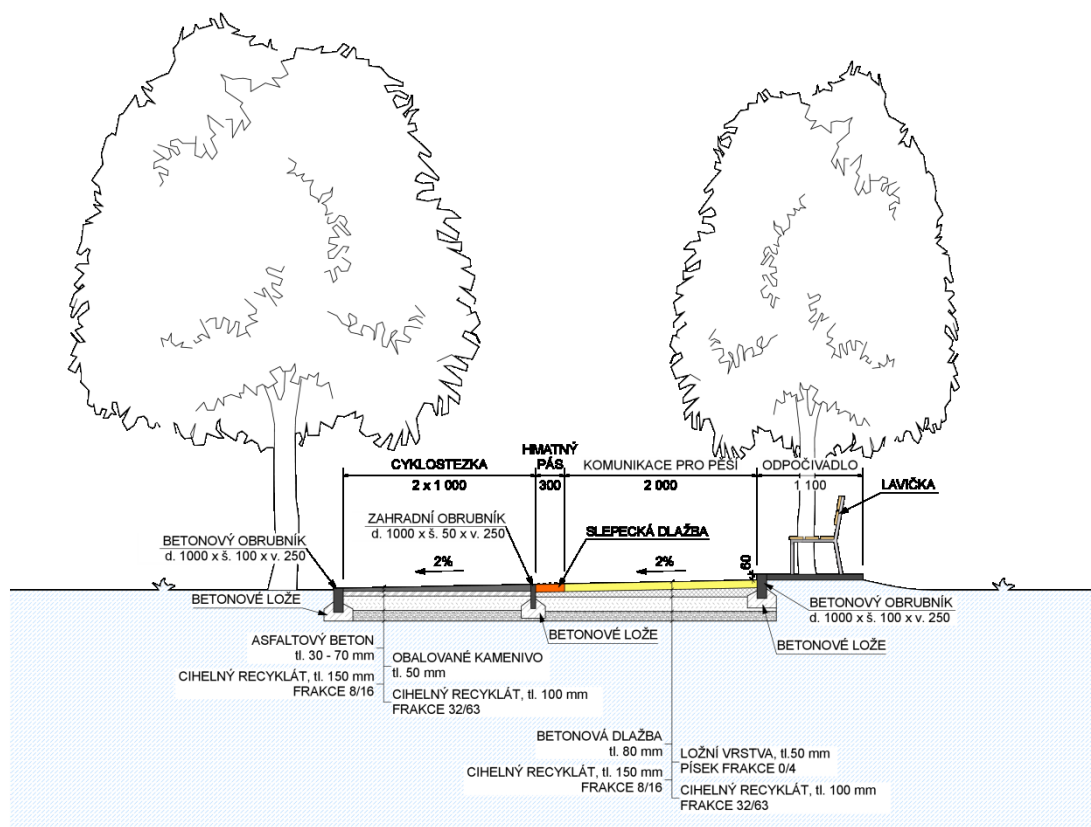 CYKLOSTEZKA
2 x 1 000
HMATNÝ
PÁS
300
KOMUNIKACE PRO PĚŠÍ
2 000
ODPOČIVADLO
1 100
LAVIČKA
BETONOVÝ OBRUBNÍK
d. 1000 x š. 100 x v. 250
ZAHRADNÍ OBRUBNÍK
d. 1000 x š. 50 x v. 250
SLEPECKÁ DLAŽBA
2%
2%
60
BETONOVÉ LOŽE
BETONOVÉ LOŽE
BETONOVÝ OBRUBNÍK
d. 1000 x š. 100 x v. 250
BETONOVÉ LOŽE
ASFALTOVÝ BETON
tl. 30 - 70 mm
OBALOVANÉ KAMENIVO
tl. 50 mm
CIHELNÝ RECYKLÁT, tl. 150 mm
FRAKCE 8/16
CIHELNÝ RECYKLÁT, tl. 100 mm
FRAKCE 32/63
BETONOVÁ DLAŽBA
tl. 80 mm
LOŽNÍ VRSTVA, tl.50 mm
PÍSEK FRAKCE 0/4
CIHELNÝ RECYKLÁT, tl. 150 mm
FRAKCE 8/16
CIHELNÝ RECYKLÁT, tl. 100 mm
FRAKCE 32/63